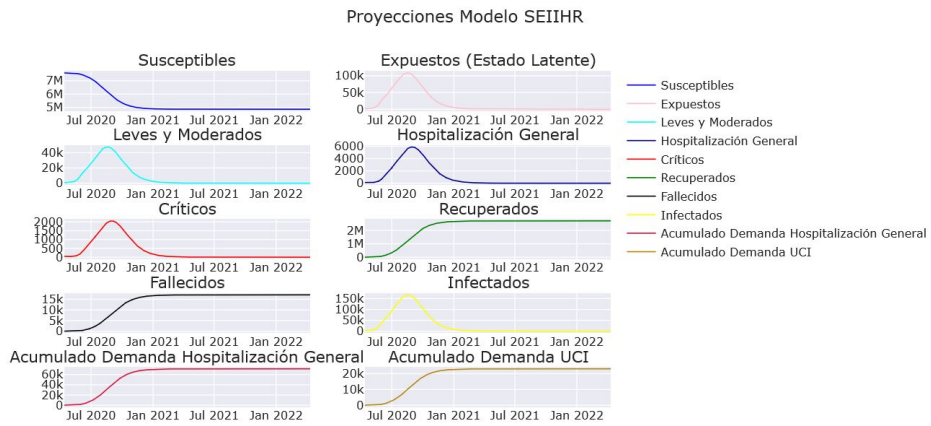 Proyecciones Modelo SEIIHR
Susceptibles
7M
6M
5M
Jul 2020 Jan 2021 Jul 2021 Jan 2022
Expuestos (Estado Latente)
100k
50k
0
Jul 2020 Jan 2021 Jul 2021 Jan 2022
Leves y Moderados
40k
20k
0
Jul 2020 Jan 2021 Jul 2021 Jan 2022
Hospitalización General
6000
4000
2000
0
Jul 2020 Jan 2021 Jul 2021 Jan 2022
Críticos
2000
1500
1000
500
0
Jul 2020 Jan 2021 Jul 2021 Jan 2022
Recuperados
2M
1M
0
Jul 2020 Jan 2021 Jul 2021 Jan 2022
Fallecidos
15k
10k
5k
0
Jul 2020 Jan 2021 Jul 2021 Jan 2022
Infectados
150k
100k
50k
0
Jul 2020 Jan 2021 Jul 2021 Jan 2022
Acumulado Demanda Hospitalización General
60k
40k
20k
0
Jul 2020 Jan 2021 Jul 2021 Jan 2022
Acumulado Demanda UCI
20k
10k
0
Jul 2020 Jan 2021 Jul 2021 Jan 2022
Susceptibles
Expuestos
Leves y Moderados
Hospitalización General
Críticos
Recuperados
Fallecidos
Infectados
Acumulado Demanda Hospitalización General
Acumulado Demanda UCI